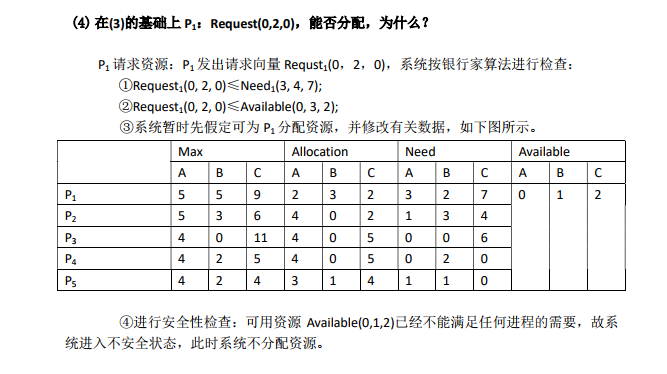 (4) 在(3)的基础上 P₁：Request(0,2,0)，能否分配，为什么？
P₁ 请求资源：P₁ 发出请求向量 Requst₁(0，2，0)，系统按银行家算法进行检查：
①Request₁(0, 2, 0)≤Need₁(3, 4, 7);
②Request₁(0, 2, 0)≤Available(0, 3, 2);
③系统暂时先假定可为 P₁ 分配资源，并修改有关数据，如下图所示。
Max Allocation Need Available
A B C A B C A B C A B C
P₁ 5 5 9 2 3 2 3 2 7 0 1 2
P₂ 5 3 6 4 0 2 1 3 4
P₃ 4 0 11 4 0 5 0 0 6
P₄ 4 2 5 4 0 5 0 2 0
P₅ 4 2 4 3 1 4 1 1 0
④进行安全性检查：可用资源 Available(0,1,2)已经不能满足任何进程的需要，故系
统进入不安全状态，此时系统不分配资源。